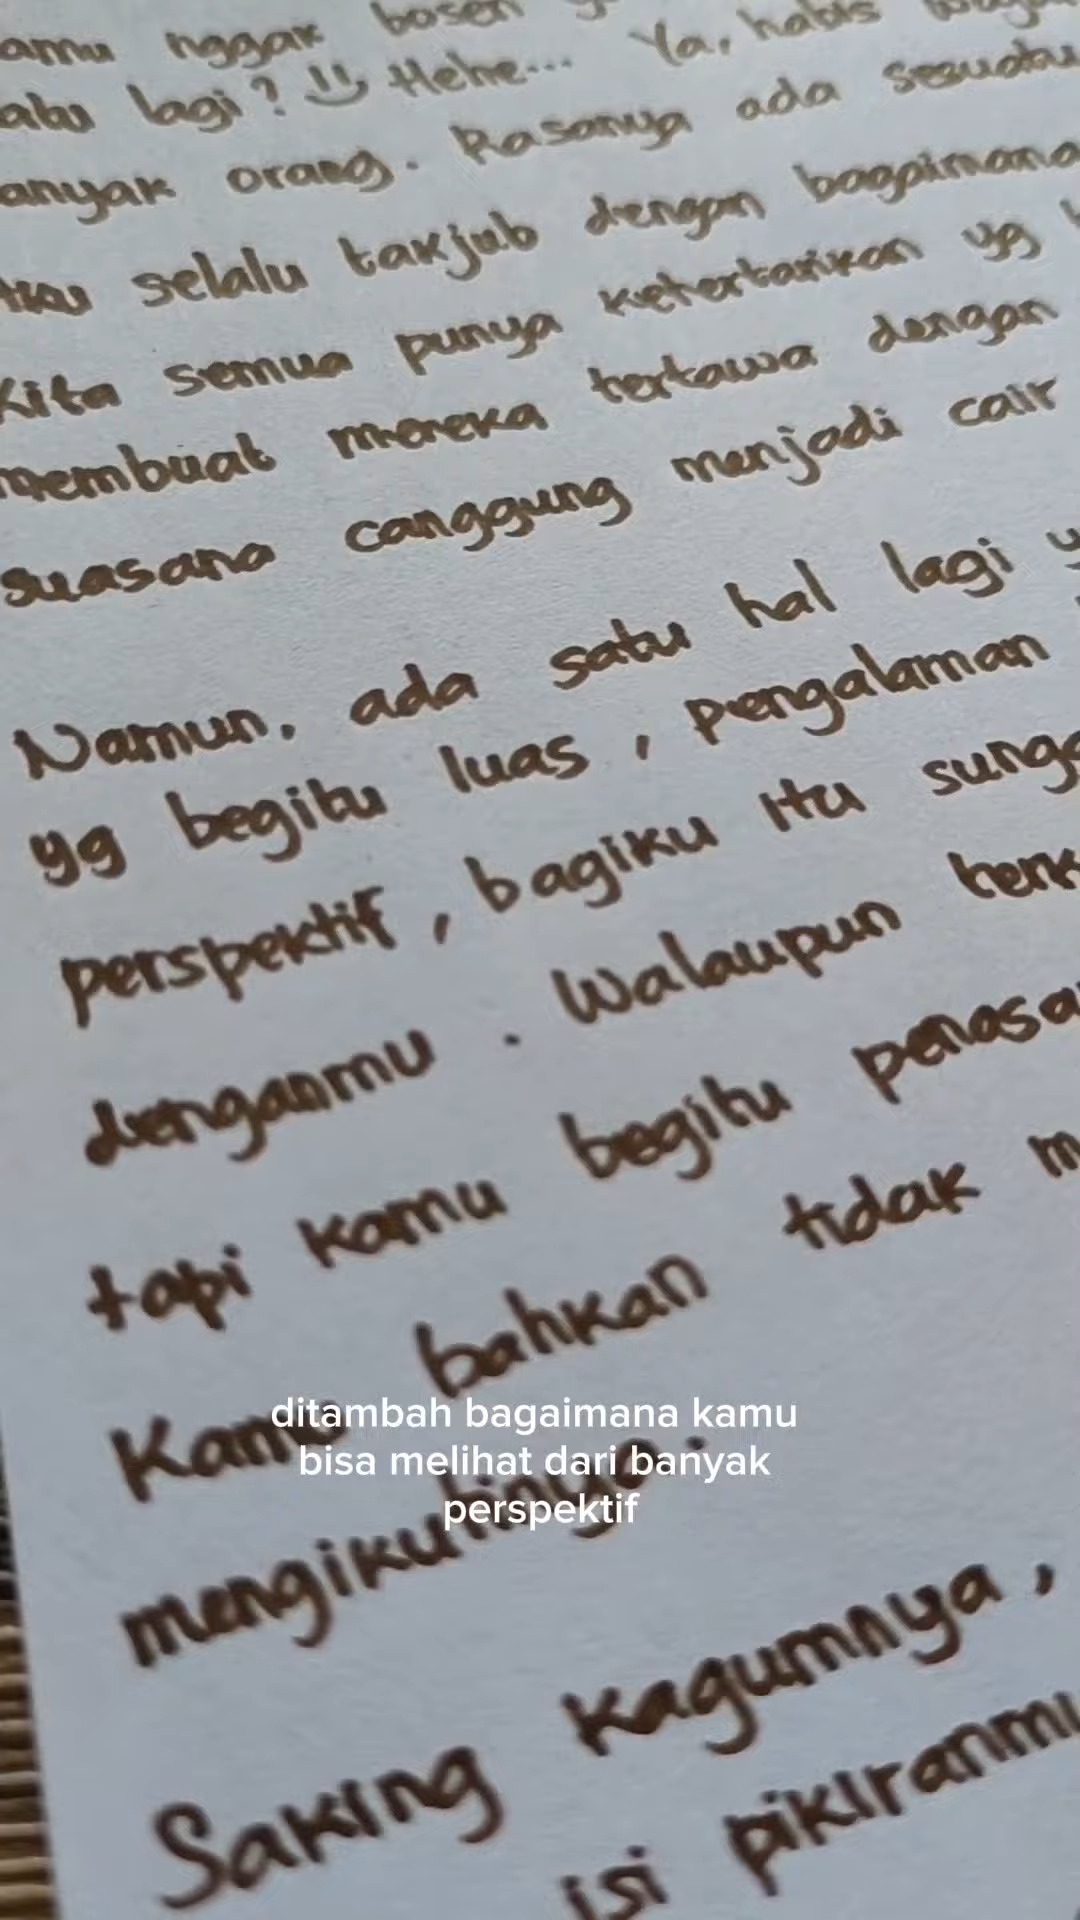 nggak bosen
lagi? Hehe... Ya, habis
orang. Rasanya ada sesuatu
selalu takjub dengan bagaimana
Kita semua punya ketertarikan yg
membuat mereka tertawa dengan
suasana canggung menjadi cair
Namun, ada satu hal lagi
yg begitu luas, pengalaman
perspektif, bagiku itu
denganmu. Walaupun
tapi kamu begitu
Kamu bahkan tidak
mengikutinya.
ditambah bagaimana kamu
bisa melihat dari banyak
perspektif
Saking kagumnya,
isi